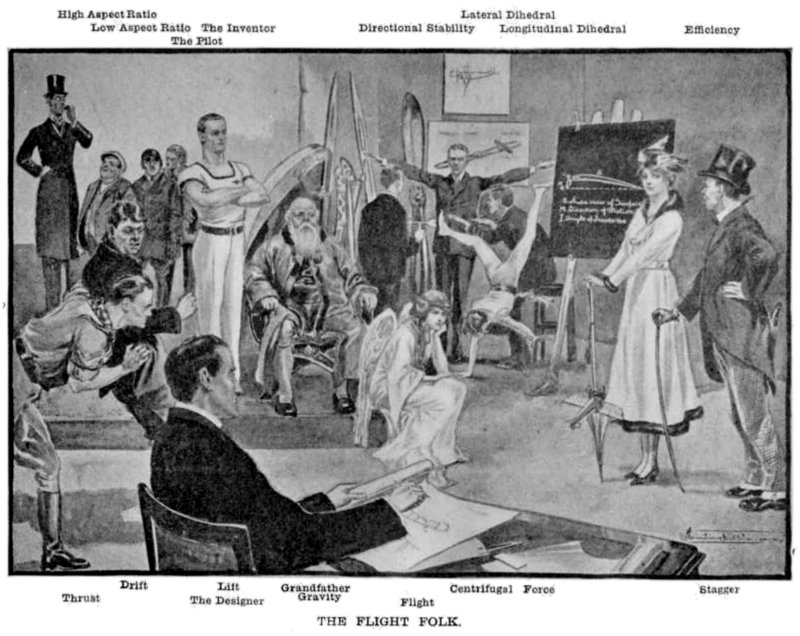 High Aspect Ratio
Lateral Dihedral
Low Aspect Ratio The Inventor
Directional Stability Longitudinal Dihedral
Efficiency
The Pilot
Drift
Lift
Grandfather
Centrifugal Force
Stagger
Thrust
The Designer
Gravity
Flight
THE FLIGHT FOLK.